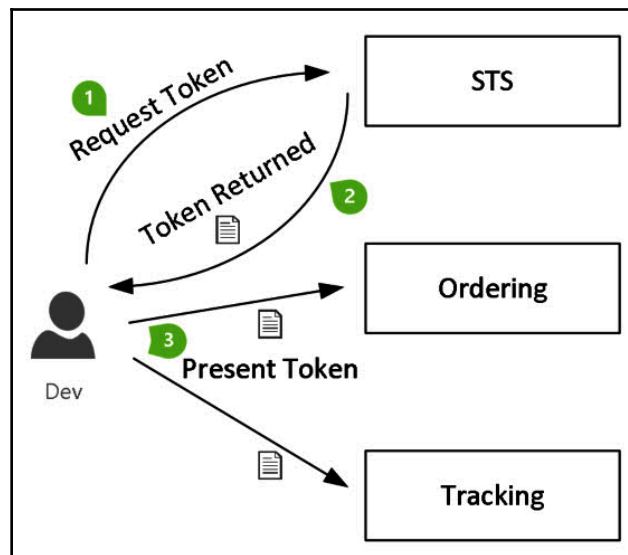 1
Request Token
STS
Token Returned
2
Ordering
3
Present Token
Dev
Tracking